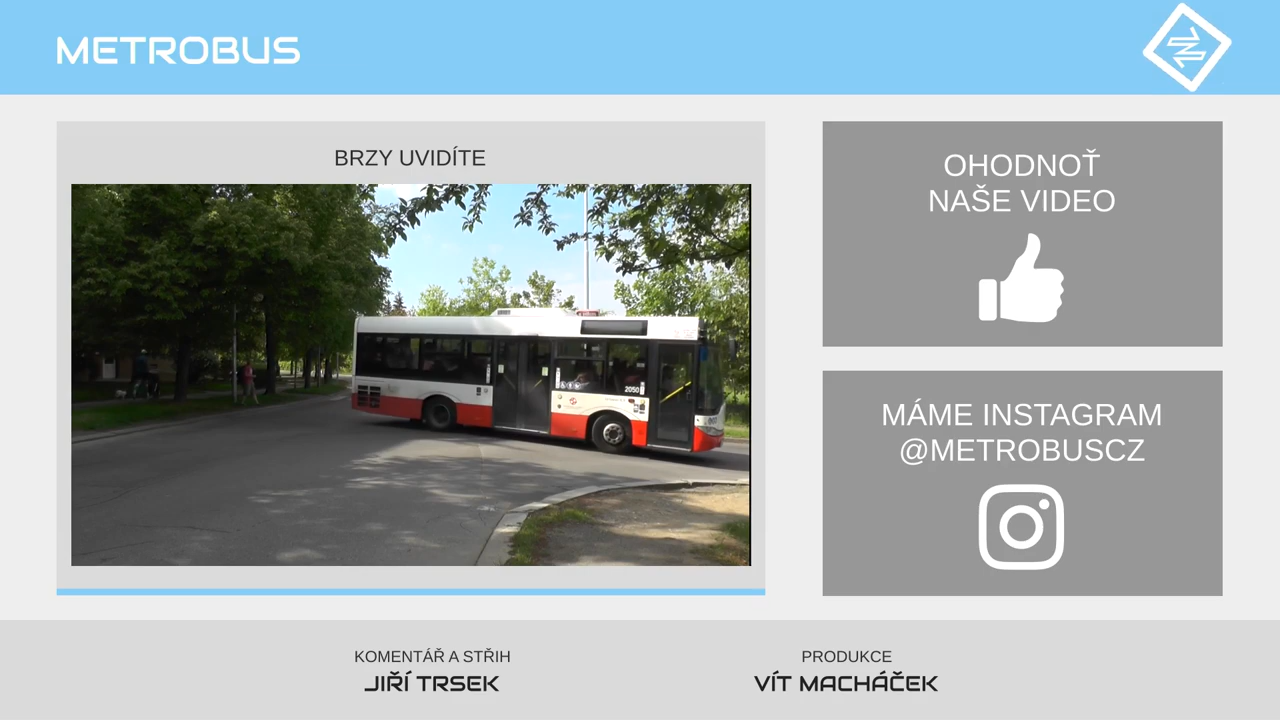 METROBUS
BRZY UVIDÍTE
2050
OHODNOŤ
NAŠE VIDEO
MÁME INSTAGRAM
@METROBUSCZ
KOMENTÁŘ A STŘIH
JIŘÍ TRSEK
PRODUKCE
VÍT MACHÁČEK